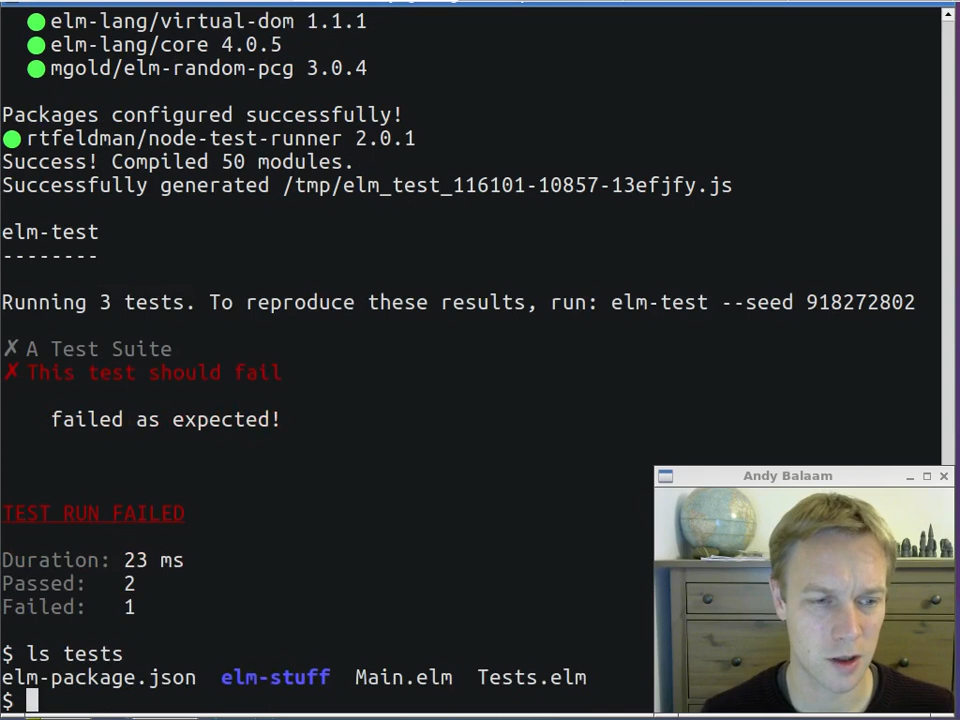 elm-lang/virtual-dom 1.1.1
elm-lang/core 4.0.5
mgold/elm-random-pcg 3.0.4
Packages configured successfully!
rtfeldman/node-test-runner 2.0.1
Success! Compiled 50 modules.
Successfully generated /tmp/elm_test_116101-10857-13efjfy.js
elm-test
--------
Running 3 tests. To reproduce these results, run: elm-test --seed 918272802
✗ A Test Suite
✗ This test should fail
failed as expected!
TEST RUN FAILED
Duration: 23 ms
Passed: 2
Failed: 1
$ ls tests
elm-package.json elm-stuff Main.elm Tests.elm
$
Andy Balaam